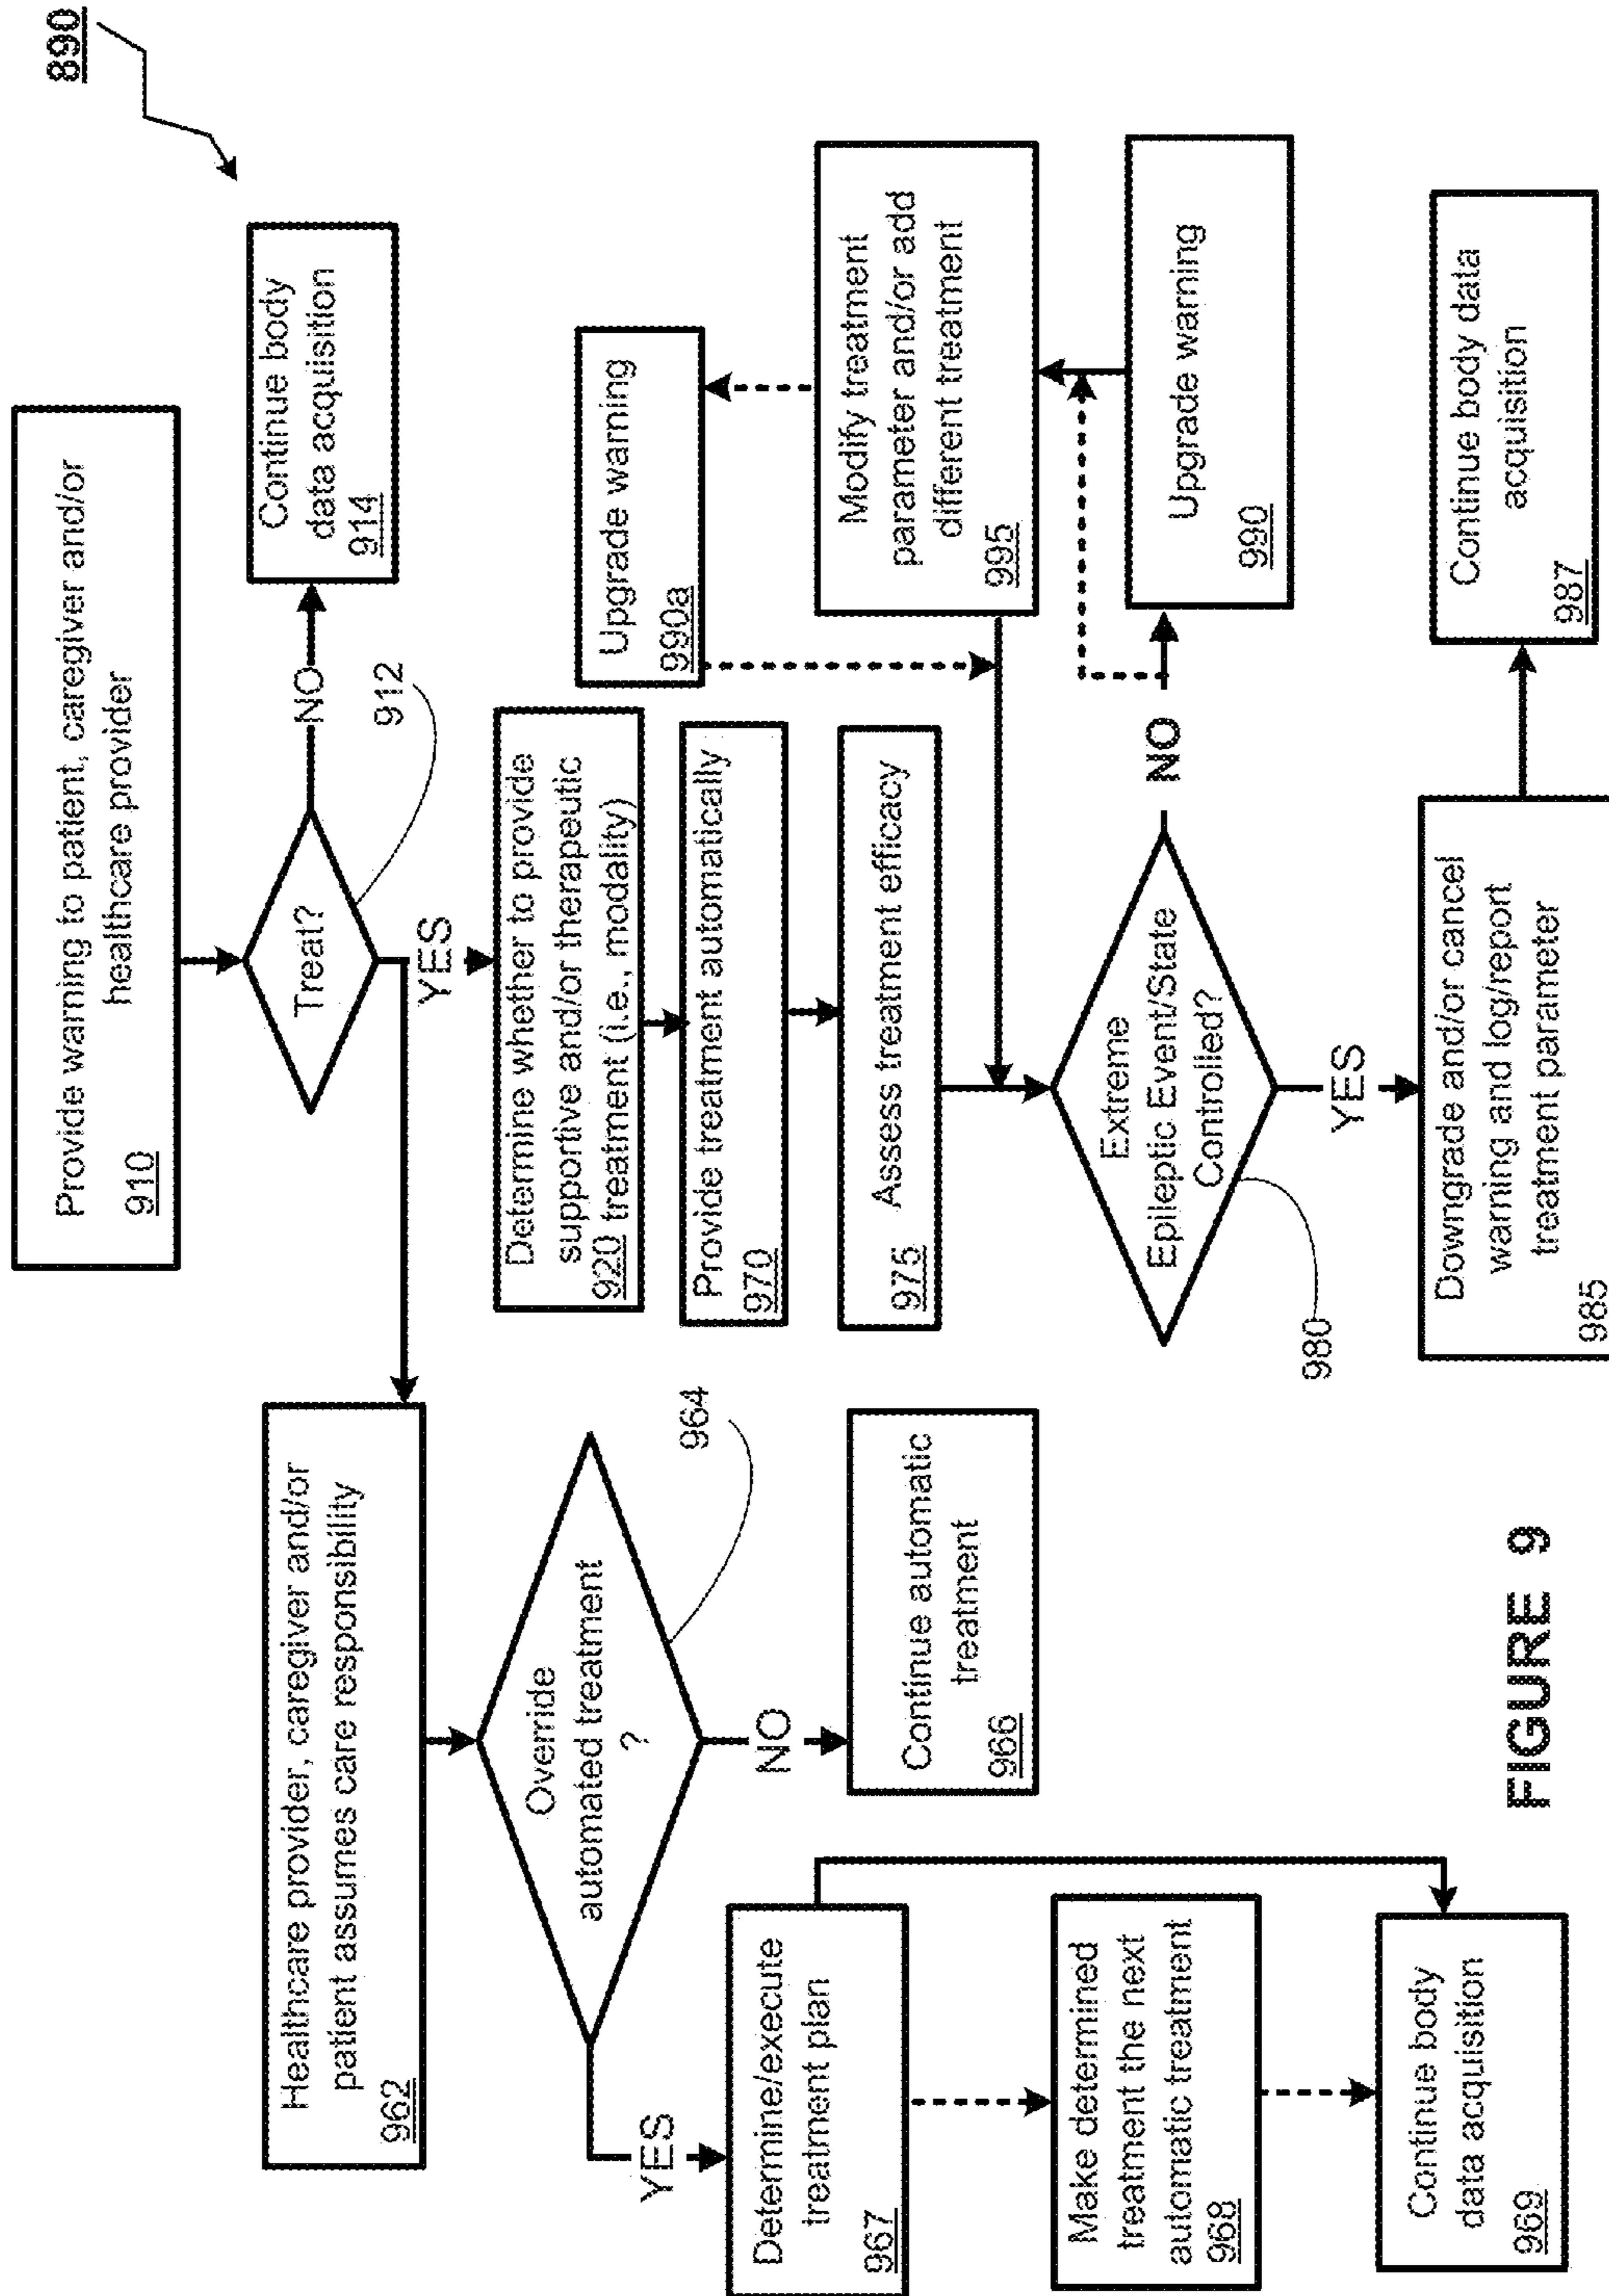 890
Provide warning to patient, caregiver and/or
healthcare provider
910
Treat?
912
NO
Continue body
data acquisition
914
YES
Healthcare provider, caregiver and/or
patient assumes care responsibility
962
Override
automated treatment
?
964
NO
Continue automatic
treatment
966
YES
Determine/execute
treatment plan
967
Make determined
treatment the next
automatic treatment
968
Continue body
data acquisition
969
Determine whether to provide
supportive and/or therapeutic
920 treatment (i.e., modality)
Provide treatment automatically
970
Assess treatment efficacy
975
Extreme
Epileptic Event/State
Controlled?
980
NO
Upgrade warning
990
Modify treatment
parameter and/or add
different treatment
995
Upgrade warning
990a
YES
Downgrade and/or cancel
warning and log/report
treatment parameter
985
Continue body data
acquisition
987
FIGURE 9